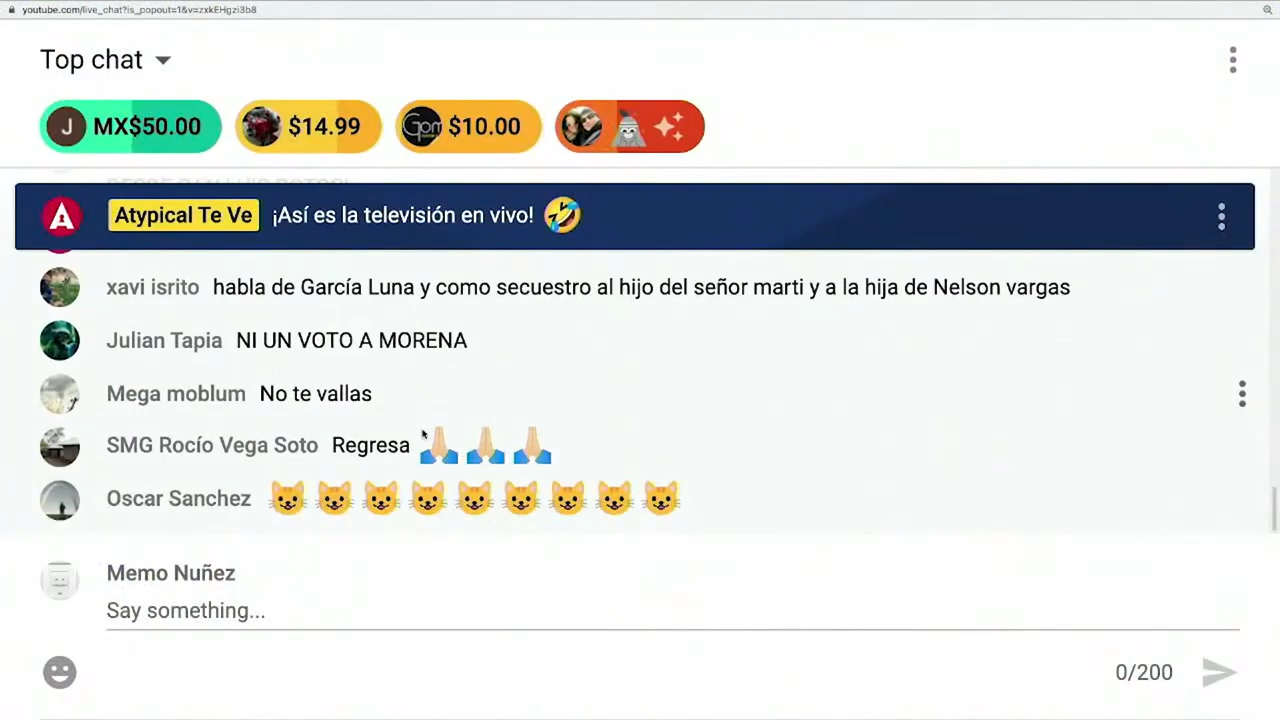 youtube.com/live_chat?is_popout=1&v=zxkEHgzi3b8
Top chat
J MX$50.00 $14.99 Gom $10.00
A Atypical Te Ve ¡Así es la televisión en vivo! 🤣
xavi isrito habla de García Luna y como secuestro al hijo del señor marti y a la hija de Nelson vargas
Julian Tapia NI UN VOTO A MORENA
Mega moblum No te vallas
SMG Rocío Vega Soto Regresa 🙏🏼🙏🏼🙏🏼
Oscar Sanchez 😺😺😺😺😺😺😺😺😺
Memo Nuñez
Say something...
0/200